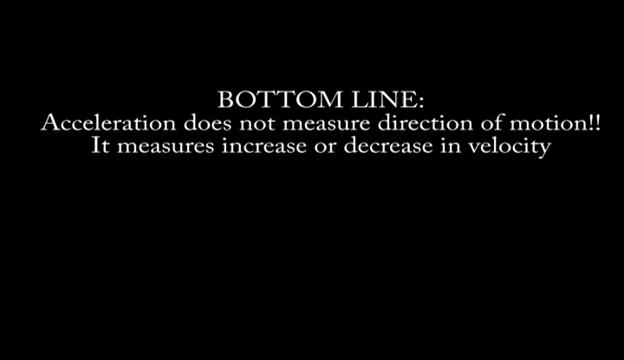 BOTTOM LINE:
Acceleration does not measure direction of motion!!
It measures increase or decrease in velocity